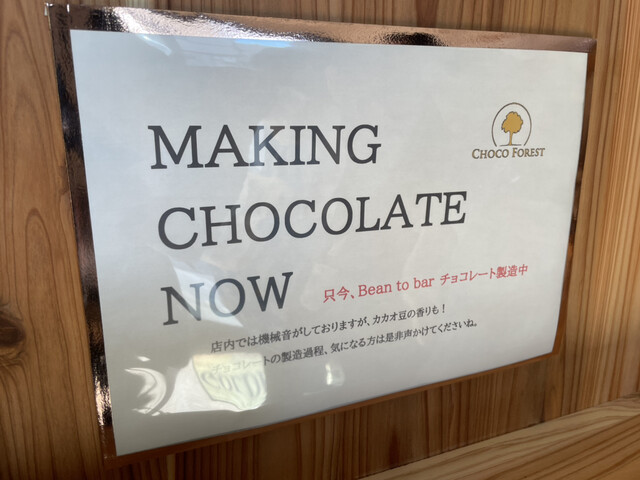 CHOCO FOREST
MAKING
CHOCOLATE
NOW
只今、Bean to bar チョコレート製造中
店内では機械音がしておりますが、カカオ豆の香りも！
チョコレートの製造過程、気になる方は是非声かけてくださいね。